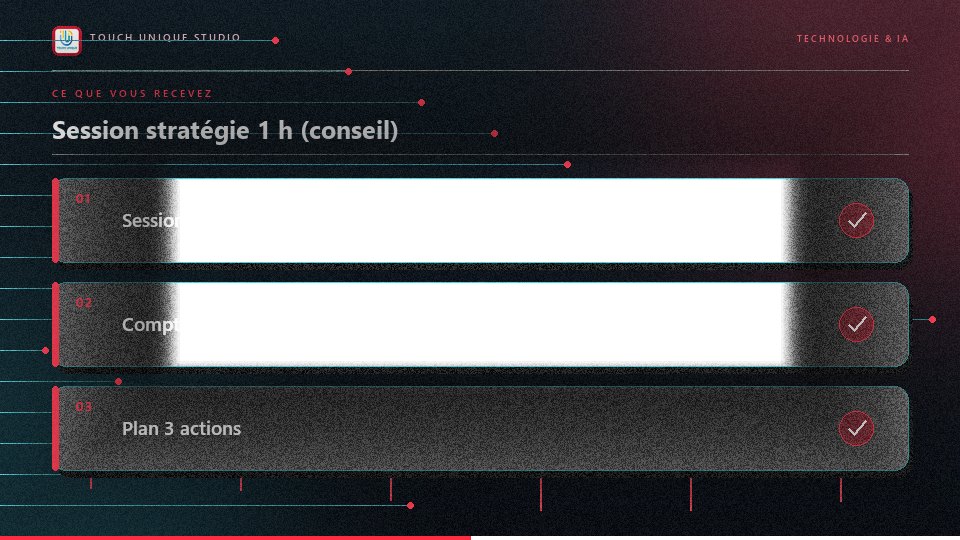 TOUCH UNIQUE STUDIO
TECHNOLOGIE & IA
CE QUE VOUS RECEVEZ
Session stratégie 1 h (conseil)
01
02
03
Plan 3 actions